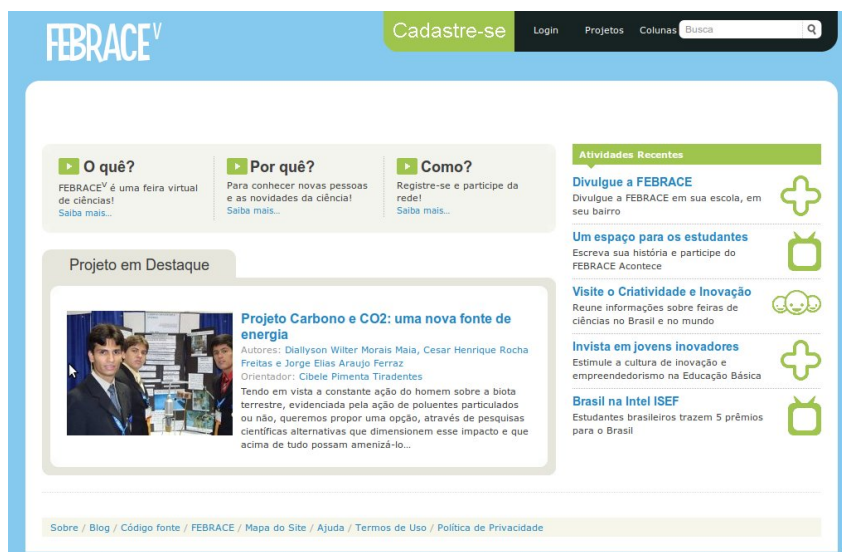 FEBRACEV
Cadastre-se
Login
Projetos
Colunas
Busca
O quê?
FEBRACEV é uma feira virtual
de ciências!
Saiba mais...
Por quê?
Para conhecer novas pessoas
e as novidades da ciência!
Saiba mais...
Como?
Registre-se e participe da
rede!
Saiba mais...
Projeto em Destaque
Projeto Carbono e CO2: uma nova fonte de
energia
Autores: Diallyson Wilter Morais Maia, Cesar Henrique Rocha
Freitas e Jorge Elias Araujo Ferraz
Orientador: Cibele Pimenta Tiradentes
Tendo em vista a constante ação do homem sobre a biota
terrestre, evidenciada pela ação de poluentes particulados
ou não, queremos propor uma opção, através de pesquisas
científicas alternativas que dimensionem esse impacto e que
acima de tudo possam amenizá-lo...
Atividades Recentes
Divulgue a FEBRACE
Divulgue a FEBRACE em sua escola, em
seu bairro
Um espaço para os estudantes
Escreva sua história e participe do
FEBRACE Acontece
Visite o Criatividade e Inovação
Reune informações sobre feiras de
ciências no Brasil e no mundo
Invista em jovens inovadores
Estimule a cultura de inovação e
empreendedorismo na Educação Básica
Brasil na Intel ISEF
Estudantes brasileiros trazem 5 prêmios
para o Brasil
Sobre / Blog / Código fonte / FEBRACE / Mapa do Site / Ajuda / Termos de Uso / Política de Privacidade